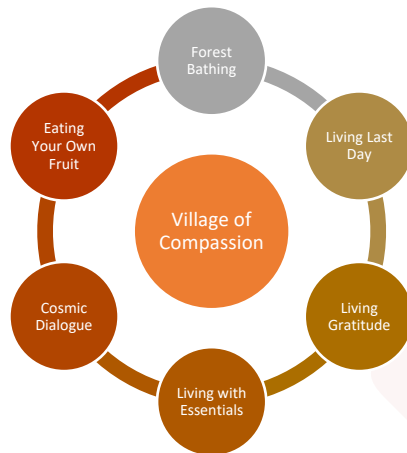 Forest
Bathing
Living Last
Day
Living
Gratitude
Living with
Essentials
Cosmic
Dialogue
Eating
Your Own
Fruit
Village of
Compassion